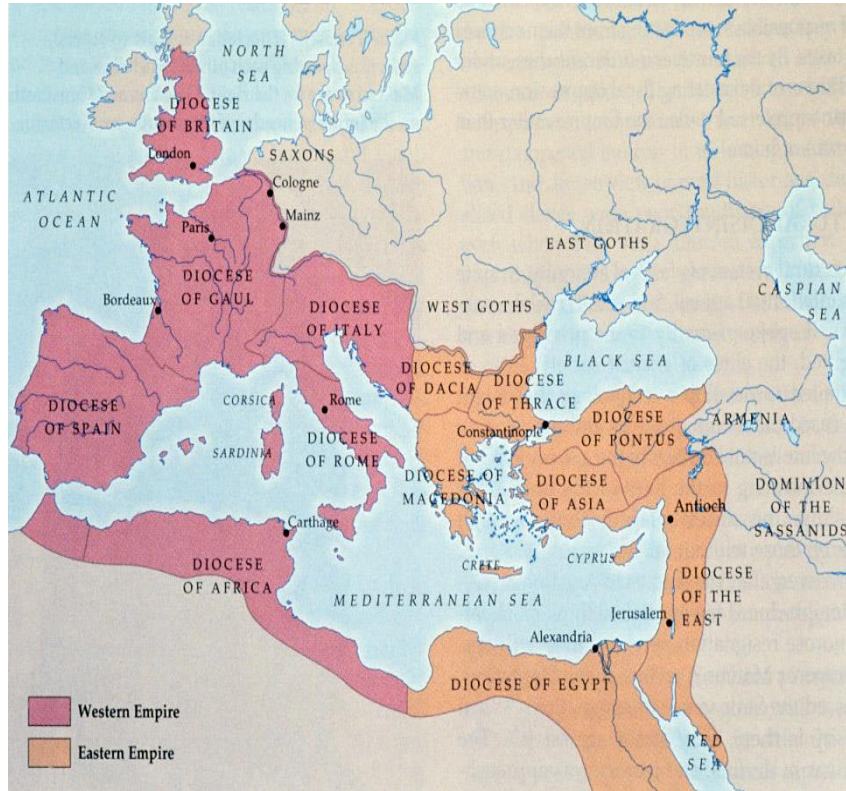 NORTH
SEA
DIOCESE
OF BRITAIN
London
SAXONS
Cologne
ATLANTIC
OCEAN
Mainz
Paris
EAST GOTHS
DIOCESE
OF GAUL
CASPIAN
SEA
Bordeaux
DIOCESE
OF ITALY
WEST GOTHS
BLACK SEA
DIOCESE
OF DACIA
DIOCESE
OF THRACE
CORSICA
Rome
DIOCESE
OF SPAIN
Constantinople
DIOCESE
OF PONTUS
ARMENIA
SARDINIA
DIOCESE
OF ROME
DIOCESE OF
MACEDONIA
DIOCESE
OF ASIA
DOMINION
OF THE
SASSANIDS
Antioch
Carthage
CRETE
CYPRUS
DIOCESE
OF AFRICA
DIOCESE
OF THE
EAST
MEDITERRANEAN SEA
Jerusalem
Alexandria
DIOCESE OF EGYPT
Western Empire
Eastern Empire
RED
SEA